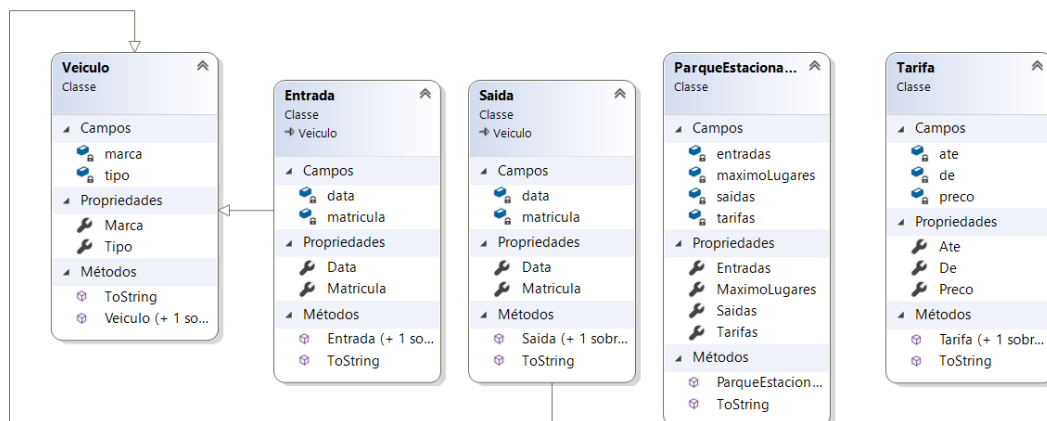 Veiculo
Classe
Campos
marca
tipo
Propriedades
Marca
Tipo
Métodos
ToString
Veiculo (+ 1 so...
Entrada
Classe
Veiculo
Campos
data
matricula
Propriedades
Data
Matricula
Métodos
Entrada (+ 1 so...
ToString
Saida
Classe
Veiculo
Campos
data
matricula
Propriedades
Data
Matricula
Métodos
Saida (+ 1 sobr...
ToString
ParqueEstaciona...
Classe
Campos
entradas
maximoLugares
saidas
tarifas
Propriedades
Entradas
MaximoLugares
Saidas
Tarifas
Métodos
ParqueEstacion...
ToString
Tarifa
Classe
Campos
ate
de
preco
Propriedades
Ate
De
Preco
Métodos
Tarifa (+ 1 sobr...
ToString